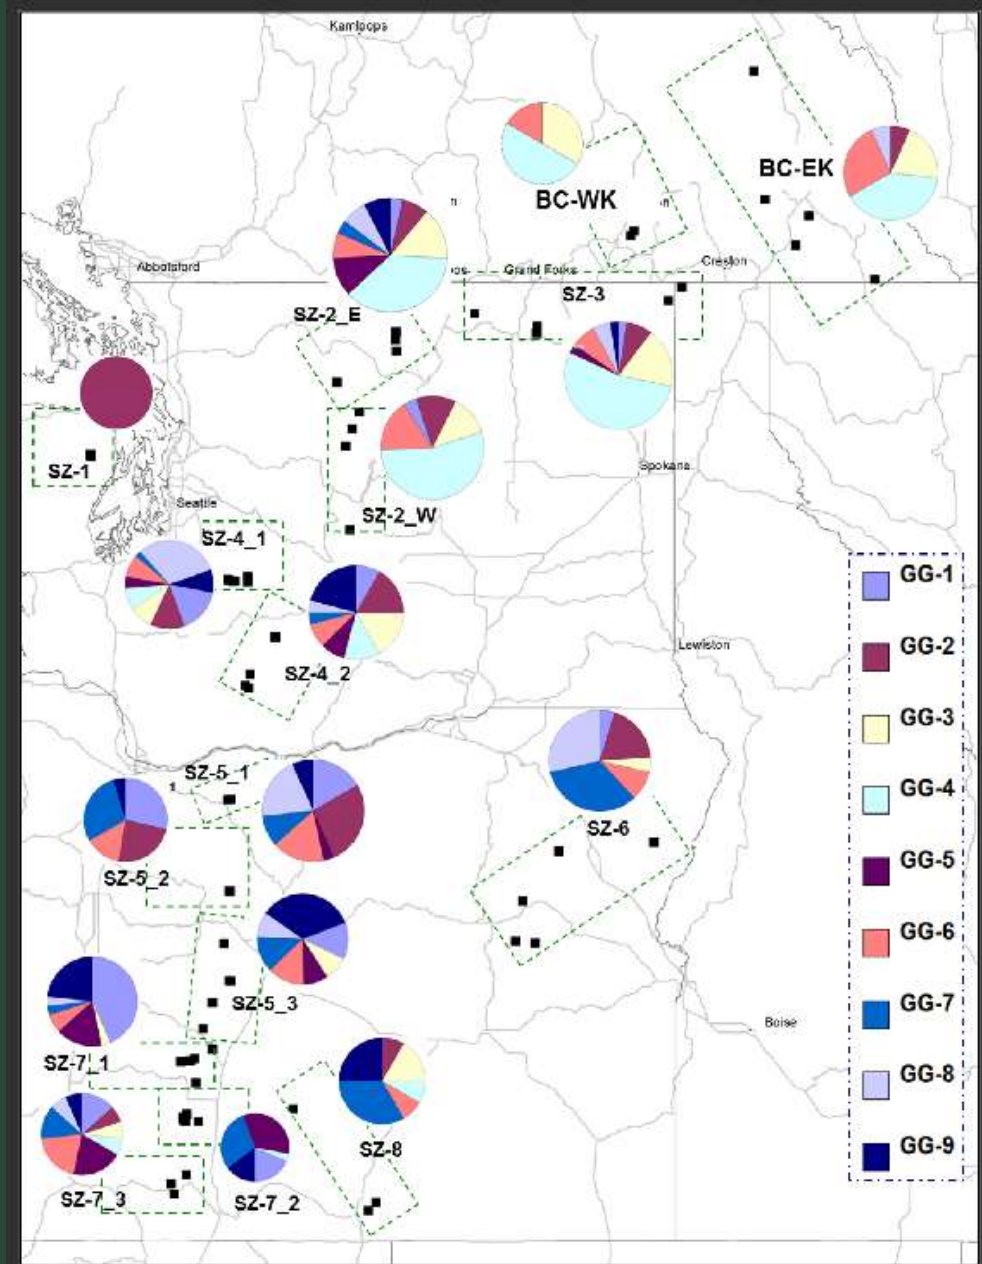 Kamloops
BC-EK
BC-WK
n
n
Abbotsford
oos
Grand Forks
Creston
SZ-3
SZ-2_E
SZ-1
Spokane
Seattle
SZ-2_W
SZ-4_1
GG-1
Lewiston
GG-2
SZ-4_2
GG-3
SZ-5_1
1
GG-4
SZ-6
SZ-5_2
GG-5
GG-6
SZ-5_3
GG-7
Boise
SZ-7_1
GG-8
SZ-8
GG-9
SZ-7_3
SZ-7_2